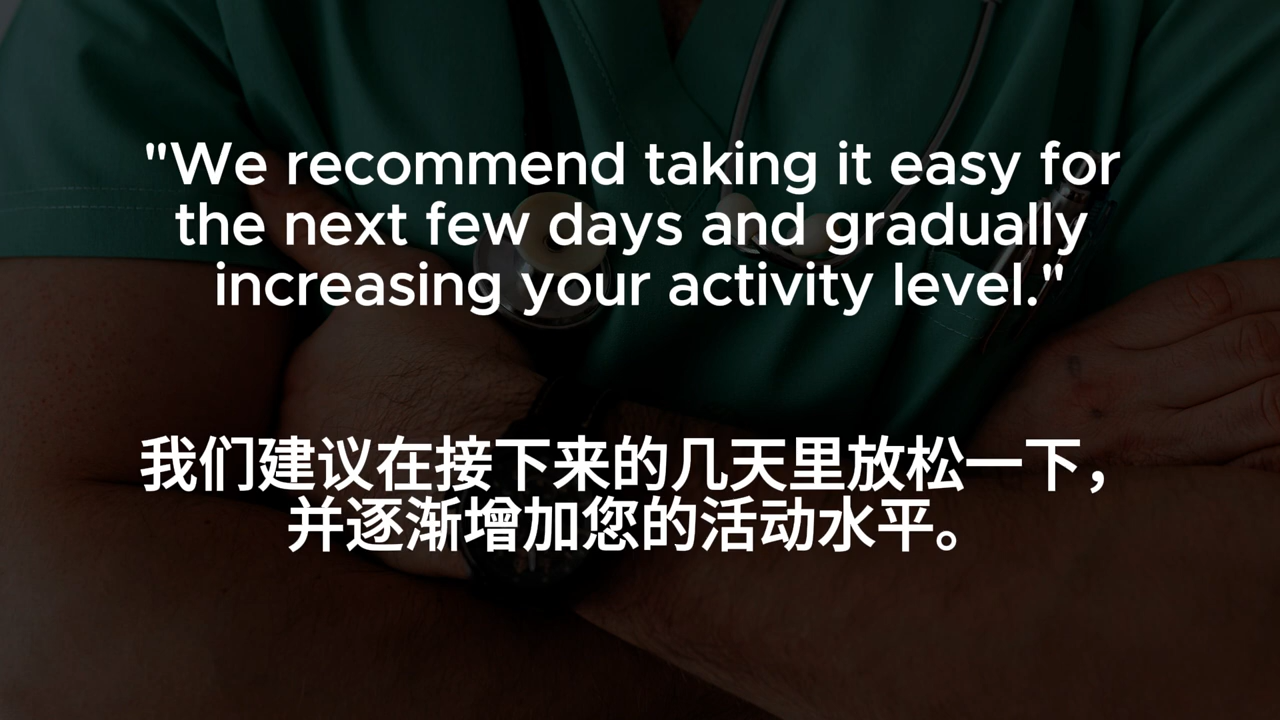 "We recommend taking it easy for
the next few days and gradually
increasing your activity level."
我们建议在接下来的几天里放松一下，
并逐渐增加您的活动水平。